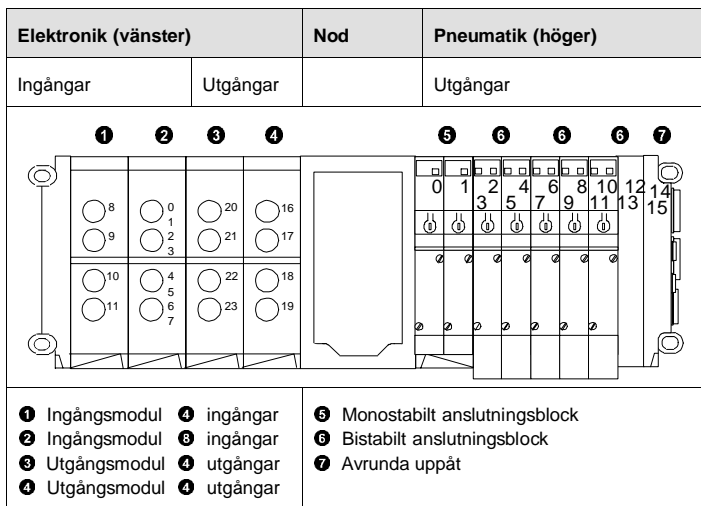 Elektronik (vänster) Nod Pneumatik (höger)
Ingångar Utgångar Utgångar
❶ ❷ ❸ ❹ ❺ ❻ ❻ ❻ ❼
0 1 2 4 6 8 10 12 14
3 5 7 9 11 13 15
8 0 20 16
1
9 2 21 17
3
10 4 22 18
5
11 6 23 19
7
❶ Ingångsmodul ❹ ingångar
❷ Ingångsmodul ❽ ingångar
❸ Utgångsmodul ❹ utgångar
❹ Utgångsmodul ❹ utgångar
❺ Monostabilt anslutningsblock
❻ Bistabilt anslutningsblock
❼ Avrunda uppåt